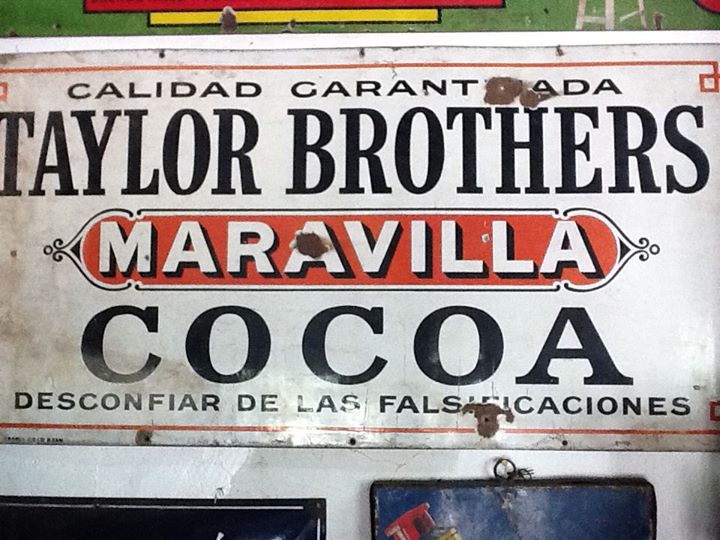 CALIDAD GARANTIZADA
TAYLOR BROTHERS
MARAVILLA
COCOA
DESCONFIAR DE LAS FALSIFICACIONES